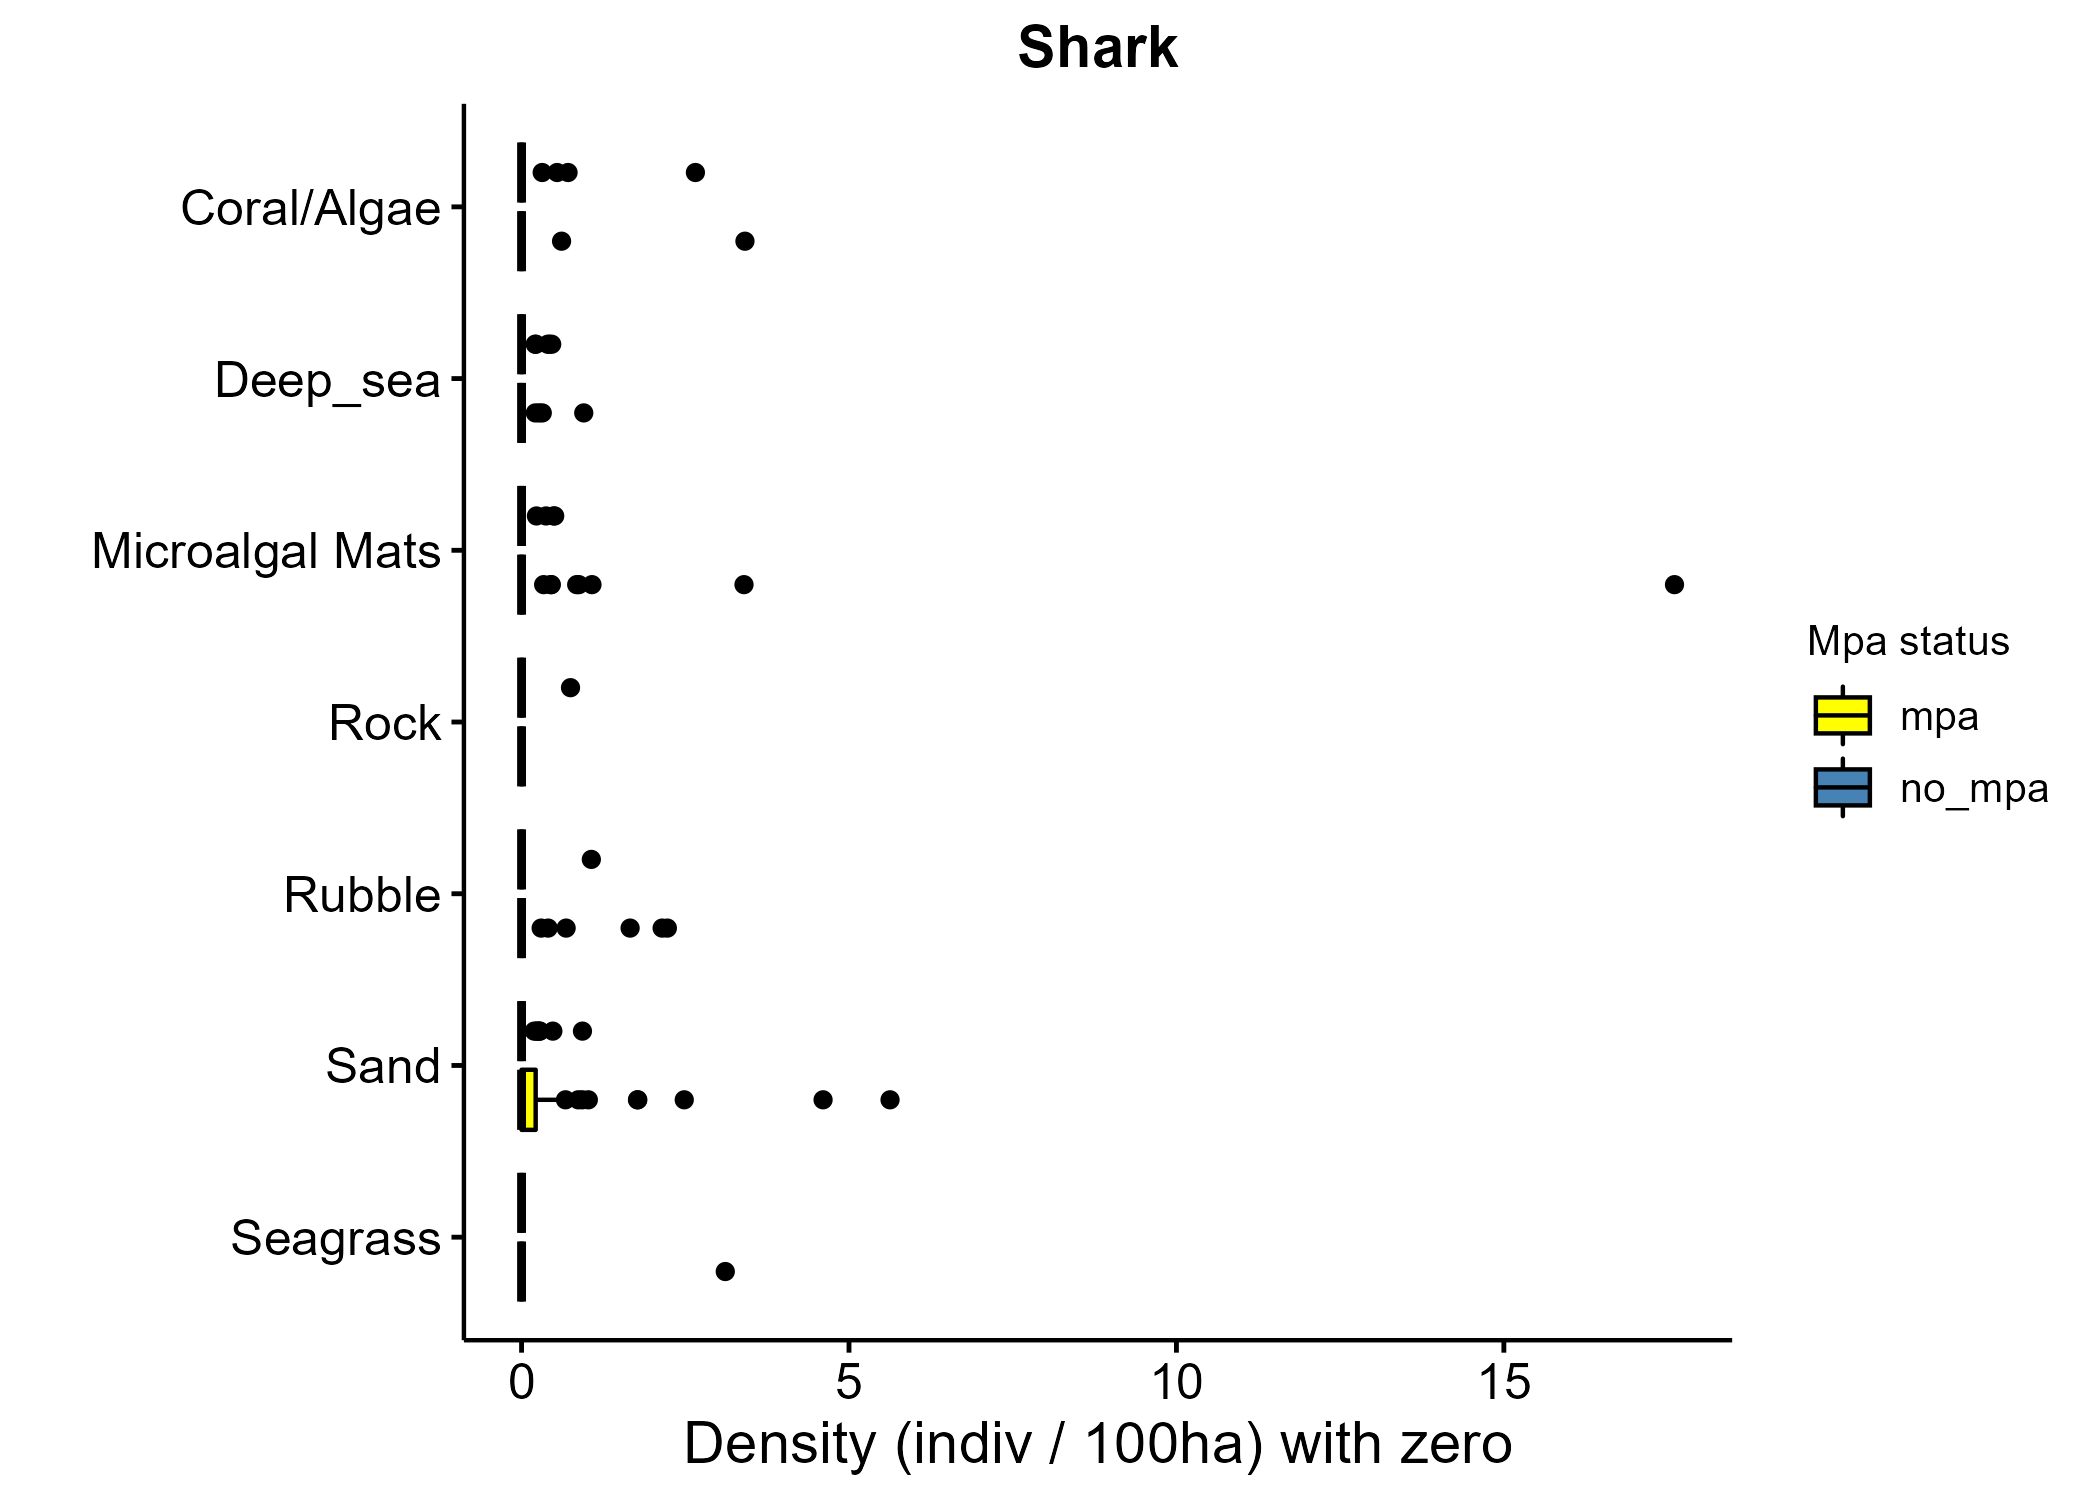 Shark
Coral/Algae
Deep_sea
Microalgal Mats
Rock
Rubble
Sand
Seagrass
0 5 10 15
Density (indiv / 100ha) with zero
Mpa status
mpa
no_mpa